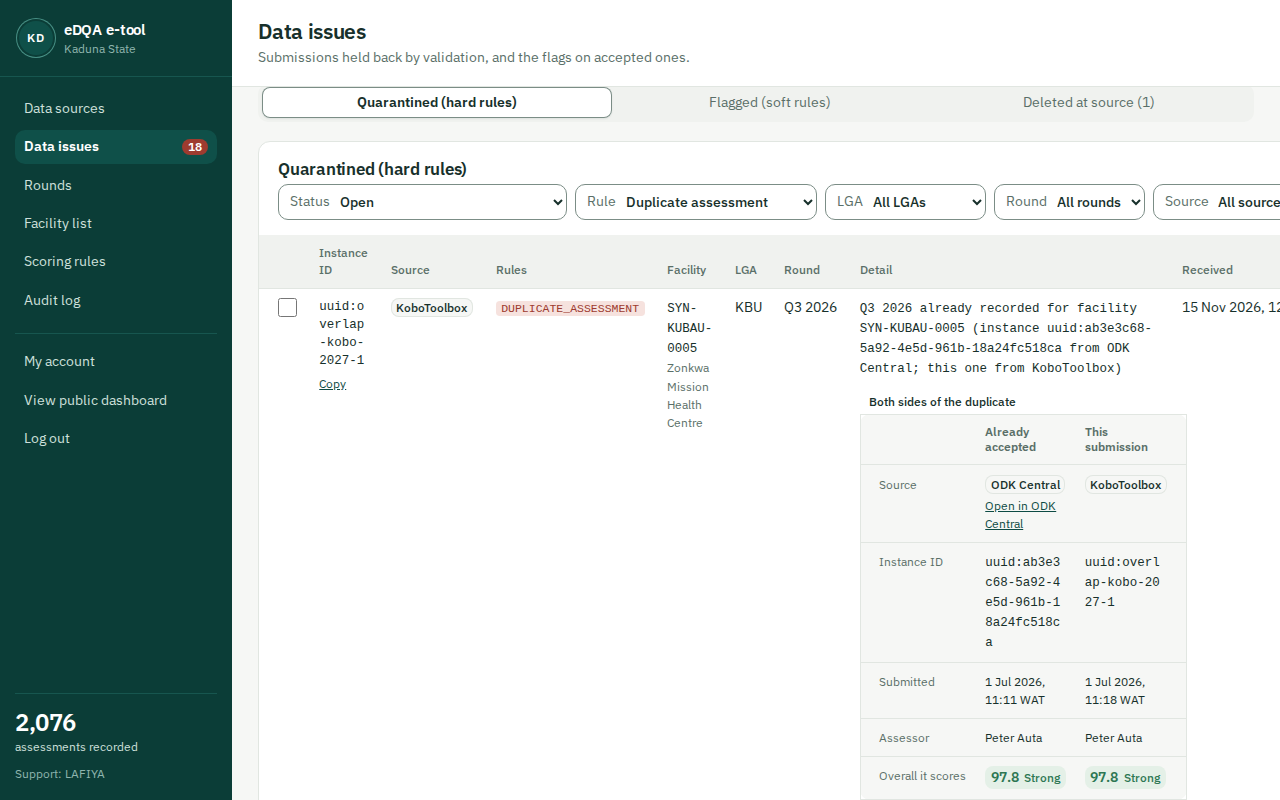 KD
eDQA e-tool
Kaduna State
Data sources
Data issues
18
Rounds
Facility list
Scoring rules
Audit log
My account
View public dashboard
Log out
2,076
assessments recorded
Support: LAFIYA
Data issues
Submissions held back by validation, and the flags on accepted ones.
Quarantined (hard rules)
Flagged (soft rules)
Deleted at source (1)
Quarantined (hard rules)
Status Open
Rule Duplicate assessment
LGA All LGAs
Round All rounds
Source All source
Instance
ID
Source
Rules
Facility
LGA
Round
Detail
Received
uuid:o
verlap
-kobo-
2027-1
Copy
KoboToolbox
DUPLICATE_ASSESSMENT
SYN-
KUBAU-
0005
Zonkwa
Mission
Health
Centre
KBU
Q3 2026
Q3 2026 already recorded for facility
SYN-KUBAU-0005 (instance uuid:ab3e3c68-
5a92-4e5d-961b-18a24fc518ca from ODK
Central; this one from KoboToolbox)
15 Nov 2026, 12
Both sides of the duplicate
Already
accepted
This
submission
Source
ODK Central
Open in ODK
Central
KoboToolbox
Instance ID
uuid:ab3e3
c68-5a92-4
e5d-961b-1
8a24fc518c
a
uuid:overl
ap-kobo-20
27-1
Submitted
1 Jul 2026,
11:11 WAT
1 Jul 2026,
11:18 WAT
Assessor
Peter Auta
Peter Auta
Overall it scores
97.8 Strong
97.8 Strong